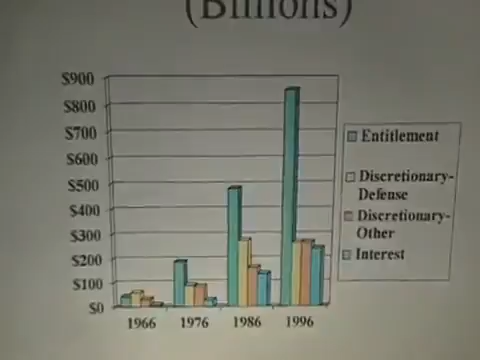 (Billions)
$900
$800
$700
$600
$500
$400
$300
$200
$100
$0
1966 1976 1986 1996
Entitlement
Discretionary-
Defense
Discretionary-
Other
Interest